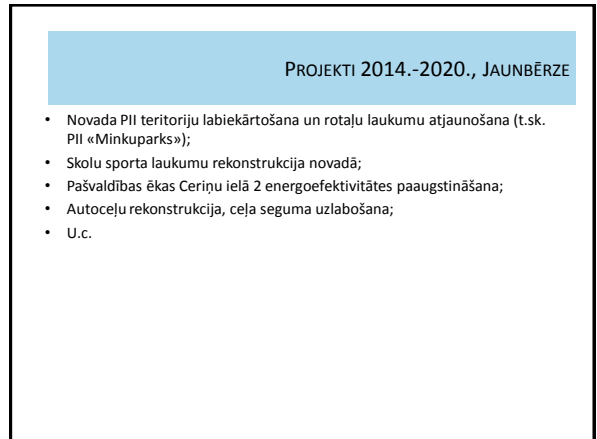 PROJEKTI 2014.-2020., JAUNBĒRZE
• Novada PII teritoriju labiekārtošana un rotaļu laukumu atjaunošana (t.sk.
PII «Minkuparks»);
• Skolu sporta laukumu rekonstrukcija novadā;
• Pašvaldības ēkas Ceriņu ielā 2 energoefektivitātes paaugstināšana;
• Autoceļu rekonstrukcija, ceļa seguma uzlabošana;
• U.c.